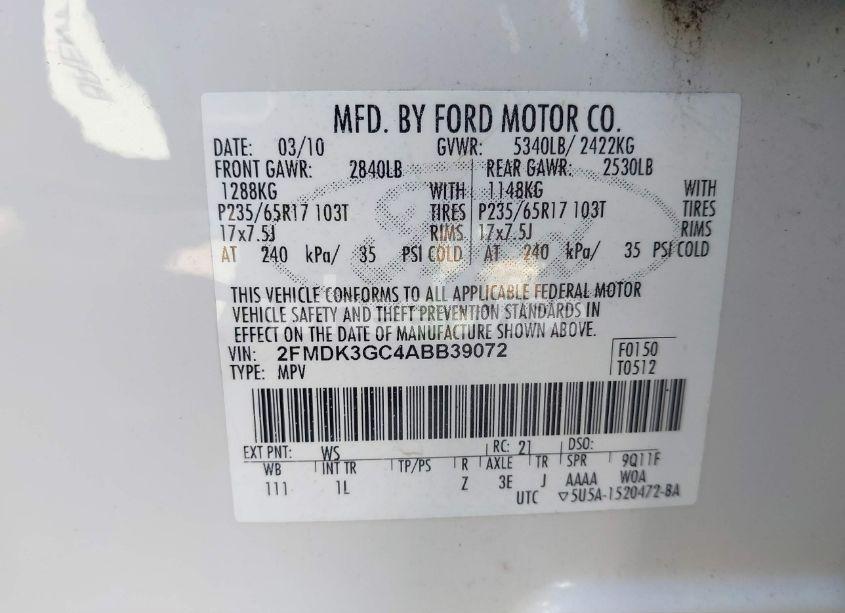 MFD. BY FORD MOTOR CO.
DATE: 03/10 GVWR: 5340LB/ 2422KG
FRONT GAWR: 2840LB REAR GAWR: 2530LB
1288KG WITH 1148KG WITH
P235/65R17 103T TIRES P235/65R17 103T TIRES
17x7.5J RIMS 17x7.5J RIMS
AT 240 kPa/ 35 PSI COLD AT 240 kPa/ 35 PSI COLD
THIS VEHICLE CONFORMS TO ALL APPLICABLE FEDERAL MOTOR
VEHICLE SAFETY AND THEFT PREVENTION STANDARDS IN
EFFECT ON THE DATE OF MANUFACTURE SHOWN ABOVE.
VIN: 2FMDK3GC4ABB39072 F0150
TYPE: MPV T0512
EXT PNT: WS RC: 21 DSO:
WB INT TR TP/PS R AXLE TR SPR 9Q11F
111 1L Z 3E J AAAA W0A
UTC ▽5U5A-1520472-BA